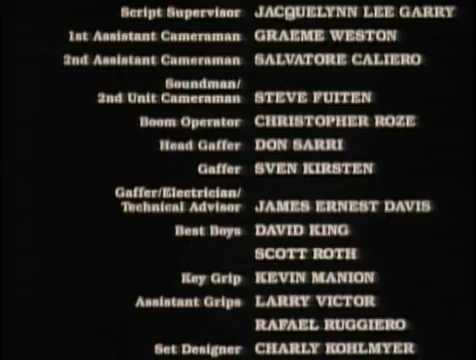 Script Supervisor JACQUELYNN LEE GARRY
1st Assistant Cameraman GRAEME WESTON
2nd Assistant Cameraman SALVATORE CALIERO
Soundman/
2nd Unit Cameraman STEVE FUITEN
Boom Operator CHRISTOPHER ROZE
Head Gaffer DON SARRI
Gaffer SVEN KIRSTEN
Gaffer/Electrician/
Technical Advisor JAMES ERNEST DAVIS
Best Boys DAVID KING
SCOTT ROTH
Key Grip KEVIN MANION
Assistant Grips LARRY VICTOR
RAFAEL RUGGIERO
Set Designer CHARLY KOHLMYER